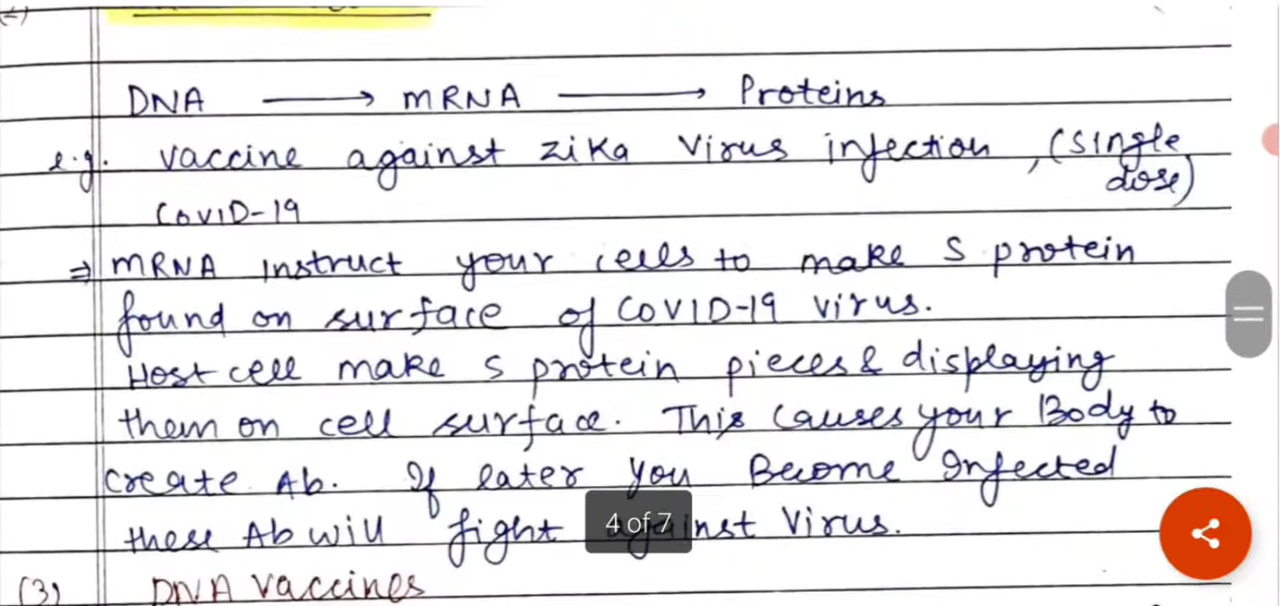 DNA → mRNA → Proteins
e.g. vaccine against zika virus infection, (single dose)
COVID-19
⇒ mRNA instruct your cells to make S protein
found on surface of COVID-19 virus.
Host cell make S protein pieces & displaying
them on cell surface. This causes your Body to
create Ab. If later you Become Infected
these Ab will fight against virus.
4 of 7
(3) DNA vaccines